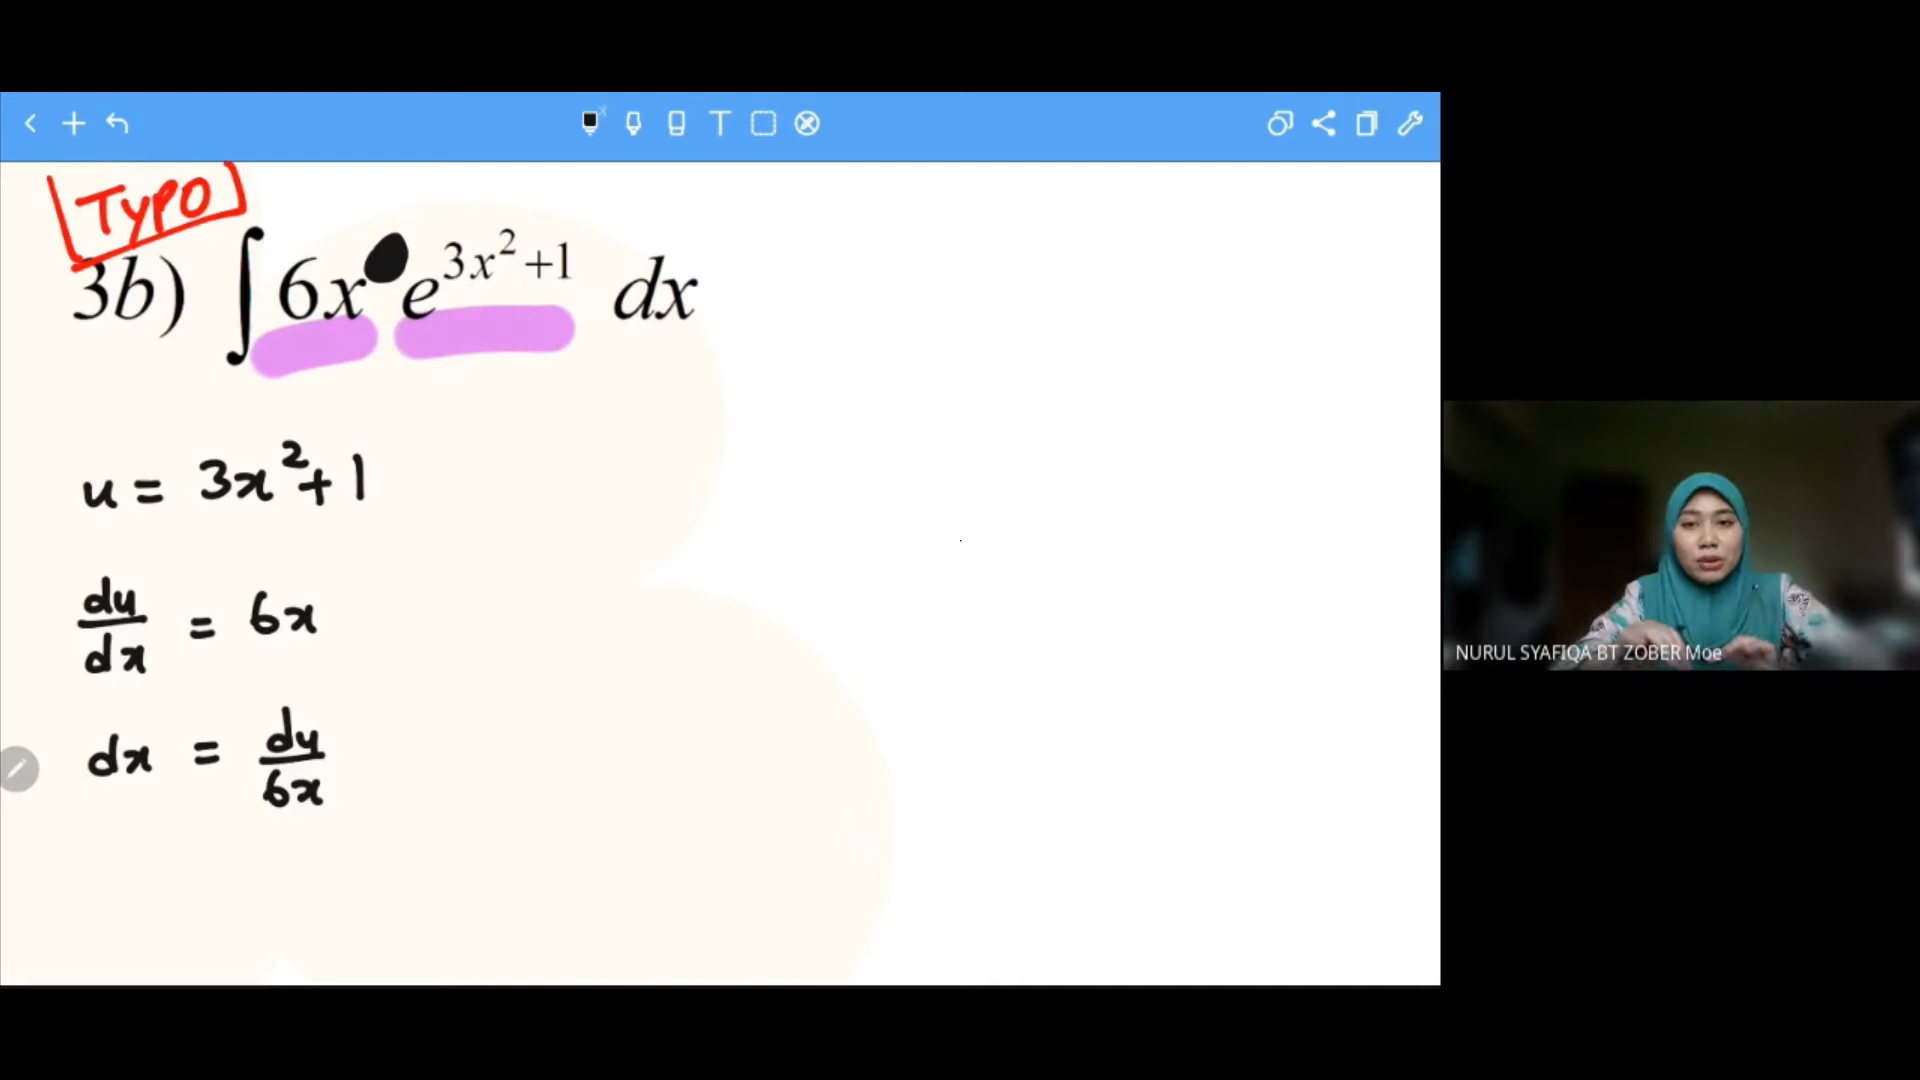 TYPO
3b) ∫ 6x e^{3x²+1} dx
u = 3x²+1
du/dx = 6x
dx = du/6x
NURUL SYAFIQA BT ZOBER Moe